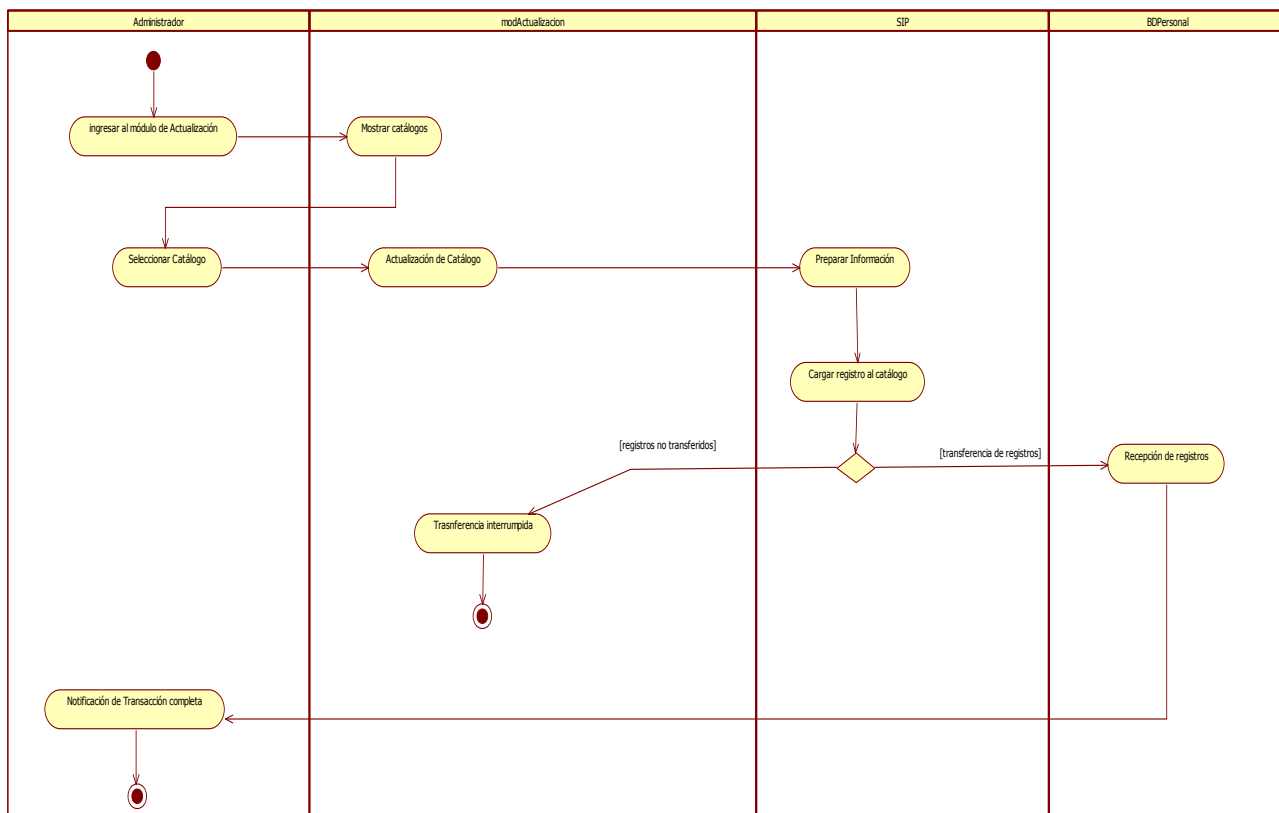 Administrador
modActualizacion
SIP
BDPersonal
ingresar al módulo de Actualización
Mostrar catálogos
Seleccionar Catálogo
Actualización de Catálogo
Preparar Información
Cargar registro al catálogo
[registros no transferidos]
[transferencia de registros]
Recepción de registros
Trasnferencia interrumpida
Notificación de Transacción completa